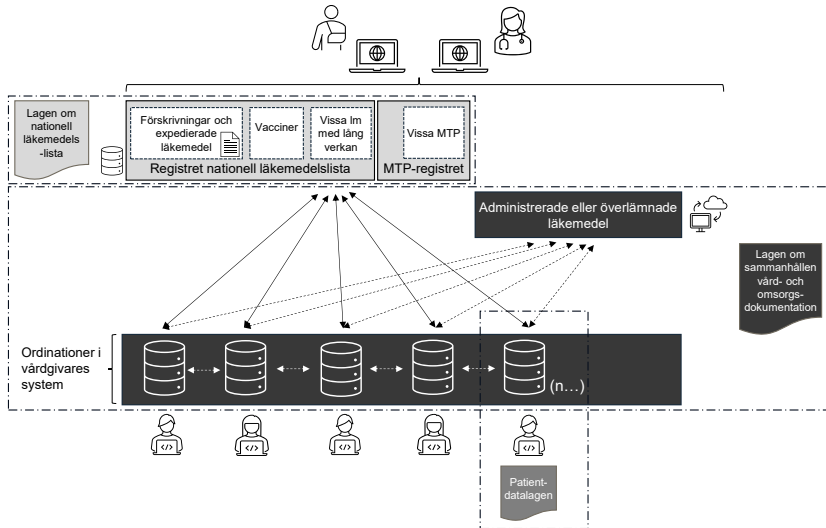 Lagen om
nationell
läkemedels
-lista
Förskrivningar och
expedierade
läkemedel
Vacciner
Vissa lm
med lång
verkan
Vissa MTP
Registret nationell läkemedelslista
MTP-registret
Administrerade eller överlämnade
läkemedel
Lagen om
sammanhållen
vård- och
omsorgs-
dokumentation
Ordinationer i
vårdgivares
system
(n…)
</>
</>
</>
</>
</>
Patient-
datalagen